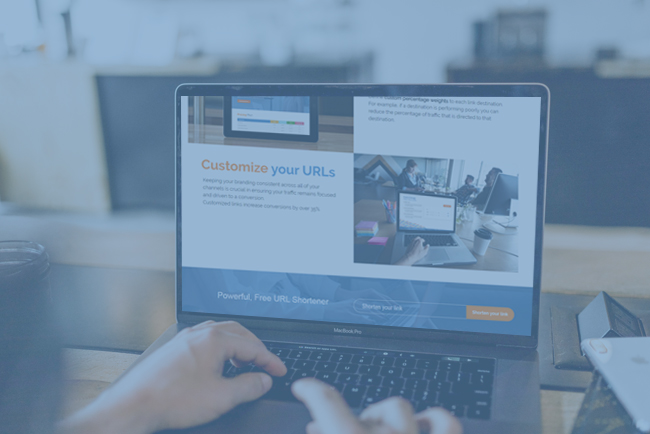 custom percentage weights to each link destination.
For example, if a destination is performing poorly you can
reduce the percentage of traffic that is directed to that
destination.
Customize your URLs
Keeping your branding consistent across all of your
channels is crucial in ensuring your traffic remains focused
and driven to a conversion.
Customized links increase conversions by over 35%
Powerful, Free URL Shortener
Shorten your link
Shorten your link
MacBook Pro